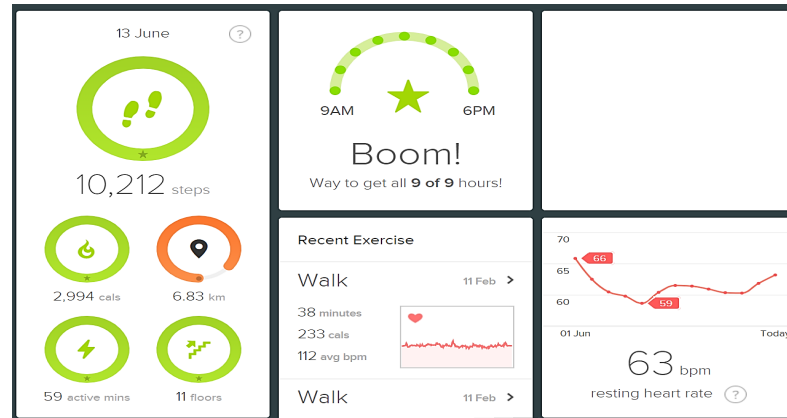 13 June
?
10,212 steps
2,994 cals
6.83 km
59 active mins
11 floors
9AM
6PM
Boom!
Way to get all 9 of 9 hours!
Recent Exercise
Walk
11 Feb >
38 minutes
233 cals
112 avg bpm
Walk
11 Feb >
70
65
60
66
59
01 Jun
Today
63 bpm
resting heart rate ?